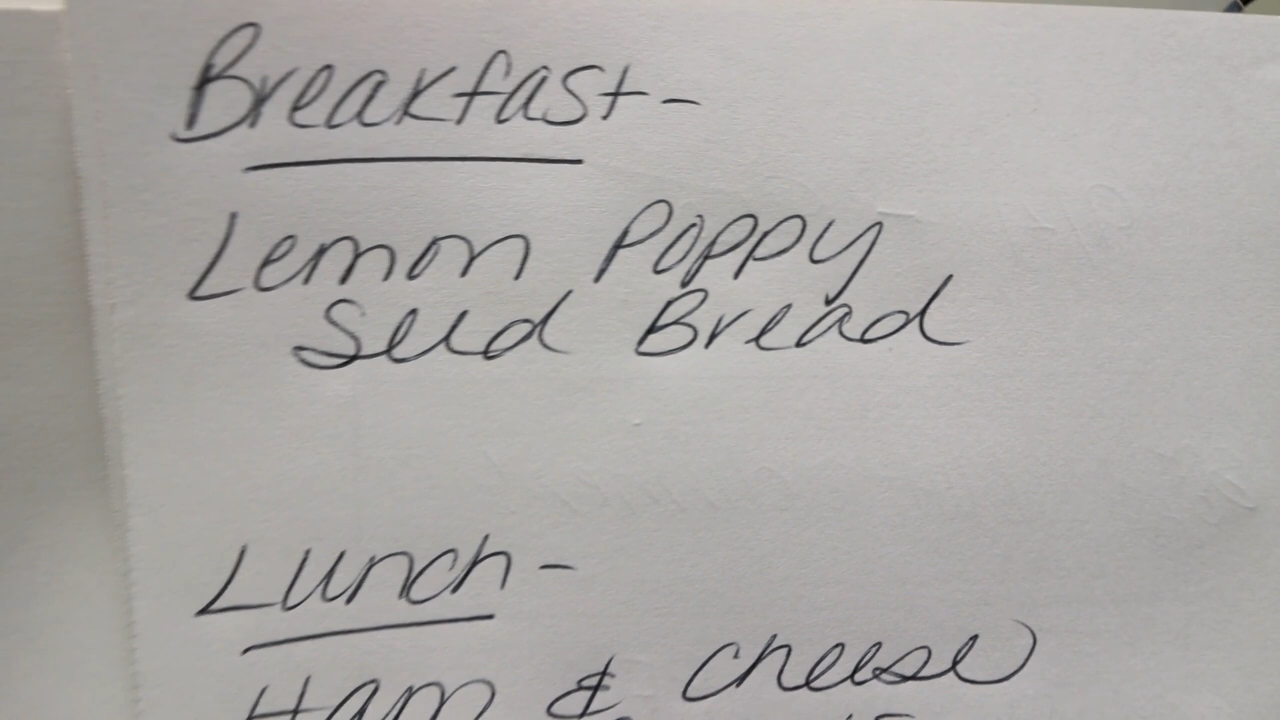 Breakfast-
Lemon Poppy
Seed Bread
Lunch-
Ham & Cheese